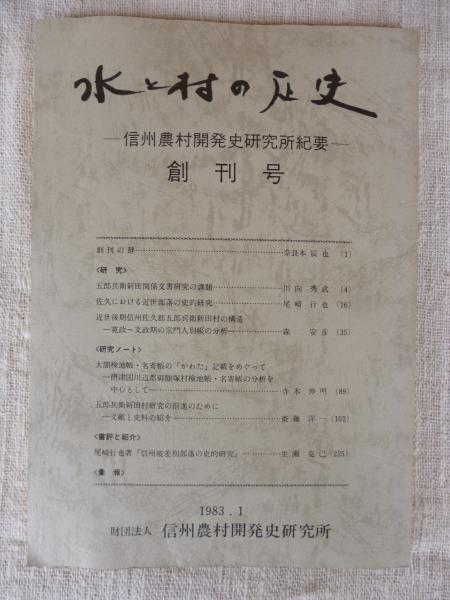 水と村の歴史
―信州農村開発史研究所紀要―
創刊号
創刊の辞……奈良本辰也 (1)
〈研究〉
五郎兵衛新田関係文書研究の課題……川向秀武 (4)
佐久における近世部落の史的研究……尾崎行也 (16)
近世後期信州佐久郡五郎兵衛新田村の構造
―寛政~文政期の宗門人別帳の分析―……森安彦 (35)
〈研究ノート〉
太閤検地帳・名寄帳の「かわた」記載をめぐって
―摂津国川辺郡御願塚村検地帳・名寄帳の分析を
中心として―……寺木伸明 (89)
五郎兵衛新田村研究の前進のために
―文献と史料の紹介―……斎藤洋一 (102)
〈書評と紹介〉
尾崎行也著『信州被差別部落の史的研究』……生瀬克己 (225)
〈彙報〉
1983.1
財団法人 信州農村開発史研究所